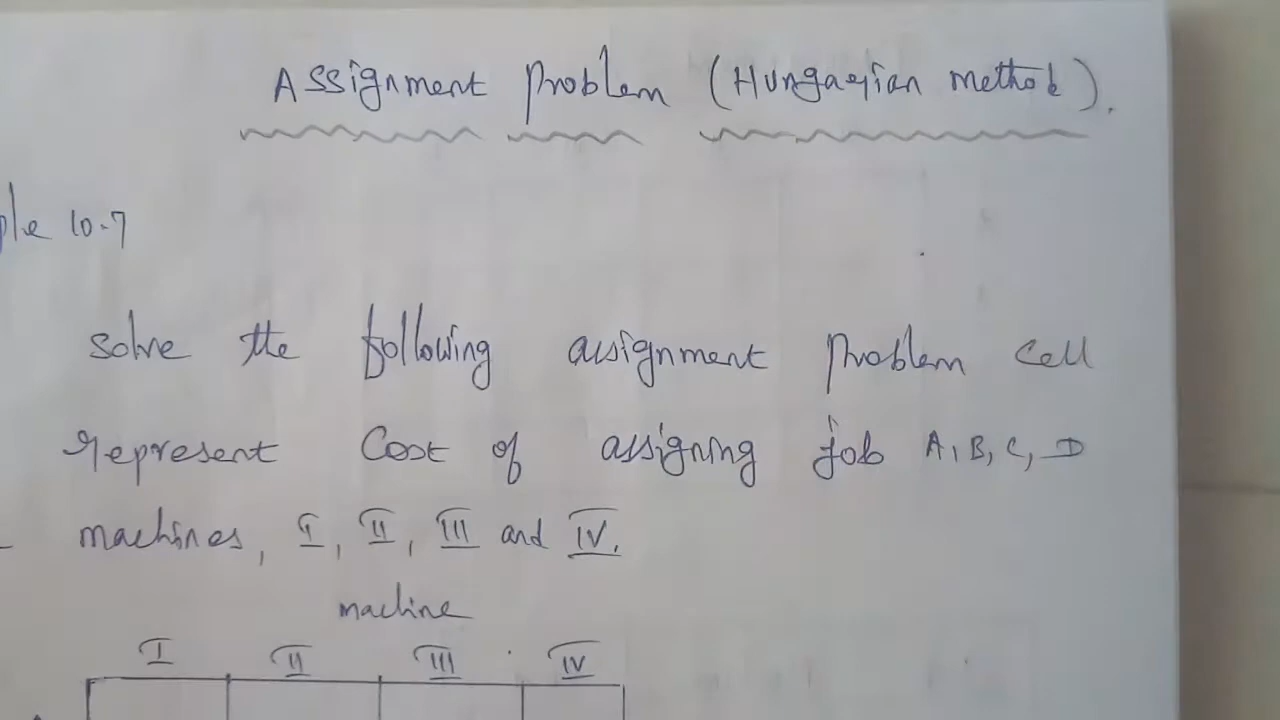 Assignment Problem (Hungarian method).
ple 10.7
solve the following assignment problem cell
represent cost of assigning job A, B, C, D
machines, I, II, III and IV.
machine
I II III IV